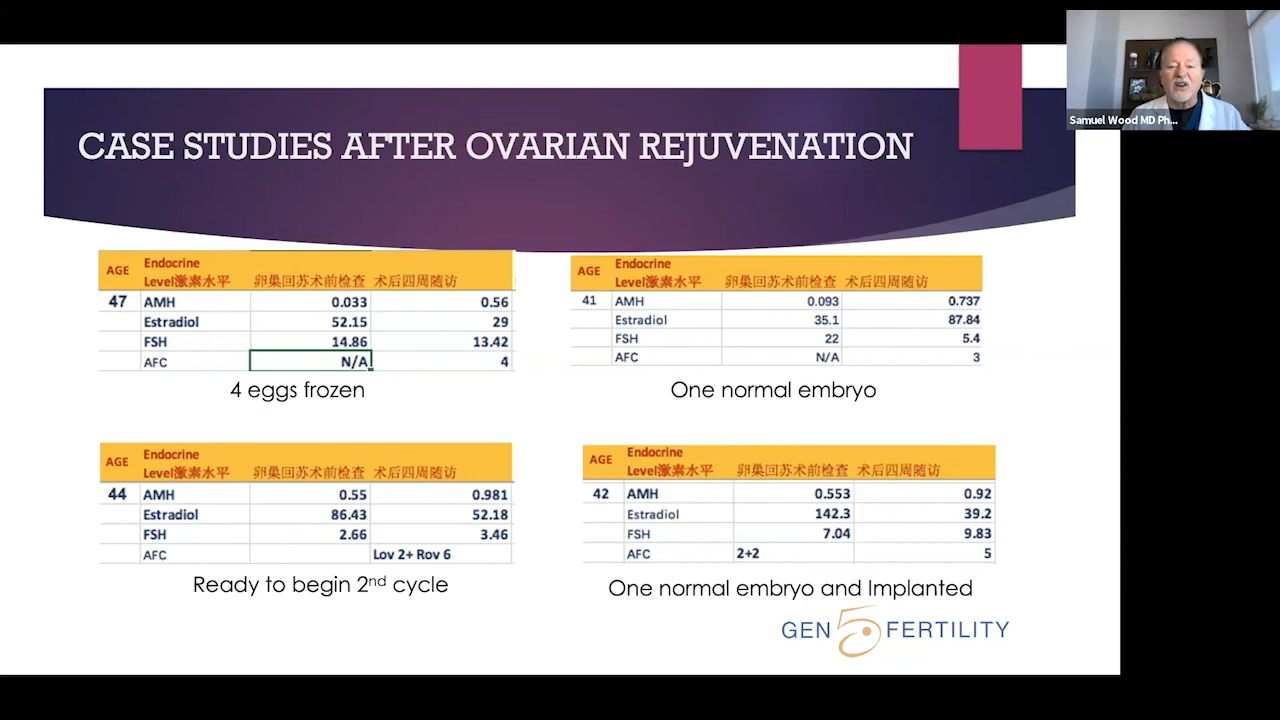 Samuel Wood MD Ph...
CASE STUDIES AFTER OVARIAN REJUVENATION
AGE Endocrine
Level激素水平 卵巢回苏术前检查 术后四周随访
47 AMH 0.033 0.56
Estradiol 52.15 29
FSH 14.86 13.42
AFC N/A 4
4 eggs frozen
AGE Endocrine
Level激素水平 卵巢回苏术前检查 术后四周随访
41 AMH 0.093 0.737
Estradiol 35.1 87.84
FSH 22 5.4
AFC N/A 3
One normal embryo
AGE Endocrine
Level激素水平 卵巢回苏术前检查 术后四周随访
44 AMH 0.55 0.981
Estradiol 86.43 52.18
FSH 2.66 3.46
AFC Lov 2+ Rov 6
Ready to begin 2nd cycle
AGE Endocrine
Level激素水平 卵巢回苏术前检查 术后四周随访
42 AMH 0.553 0.92
Estradiol 142.3 39.2
FSH 7.04 9.83
AFC 2+2 5
One normal embryo and Implanted
GEN 5 FERTILITY